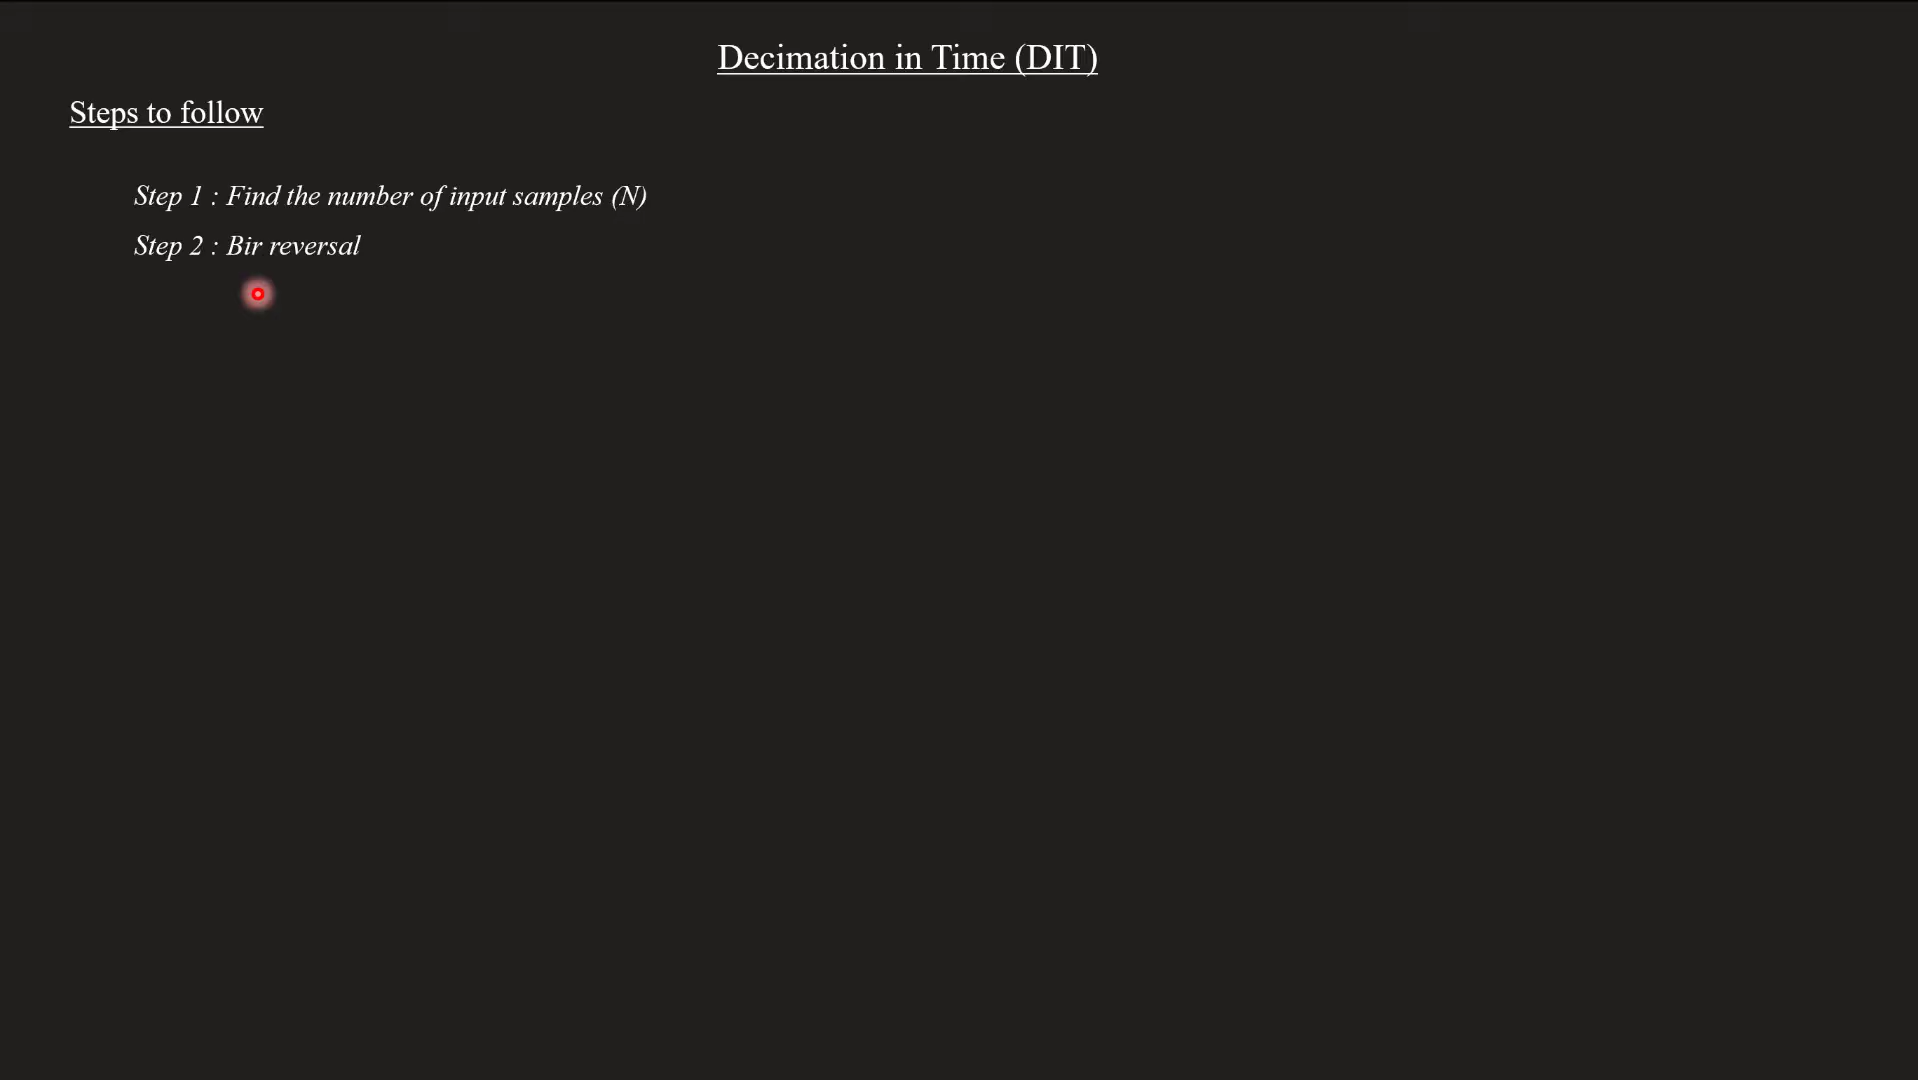 Decimation in Time (DIT)
Steps to follow
Step 1 : Find the number of input samples (N)
Step 2 : Bir reversal